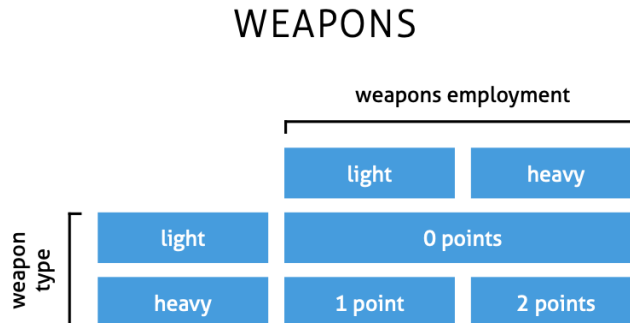 WEAPONS
weapons employment
light heavy
weapon
type
light 0 points
heavy 1 point 2 points